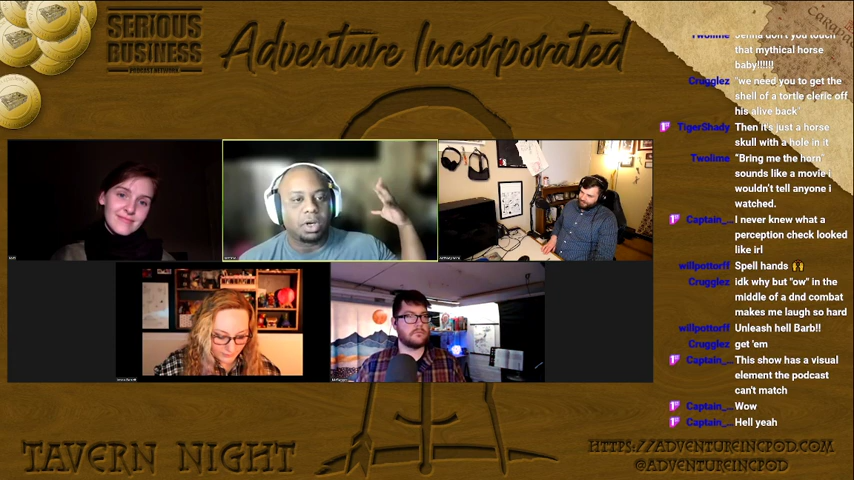 SERIOUS
BUSINESS
PODCAST NETWORK
Adventure Incorporated
that mythical horse
baby!!!!!!
Crugglez "we need you to get the
shell of a tortle cleric off
his alive back"
TigerShady Then it's just a horse
skull with a hole in it
Twolime "Bring me the horn"
sounds like a movie i
wouldn't tell anyone i
watched.
Captain_... I never knew what a
perception check looked
like irl
willpottorff Spell hands
Crugglez idk why but "ow" in the
middle of a dnd combat
makes me laugh so hard
willpottorff Unleash hell Barb!!
Crugglez get 'em
Captain_... This show has a visual
element the podcast
can't match
Captain_... Wow
Captain_... Hell yeah
TAVERN NIGHT
HTTPS://ADVENTUREINCPOD.COM
@ADVENTUREINCPOD